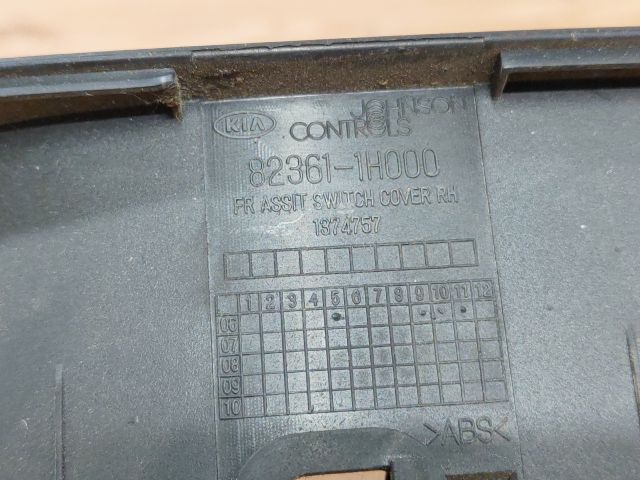 KIA JOHNSON
CONTROLS
82361-1H000
FR ASSIT SWITCH COVER RH
1374757
1 2 3 4 5 6 7 8 9 10 11 12
06
07
08
09
10
>ABS<